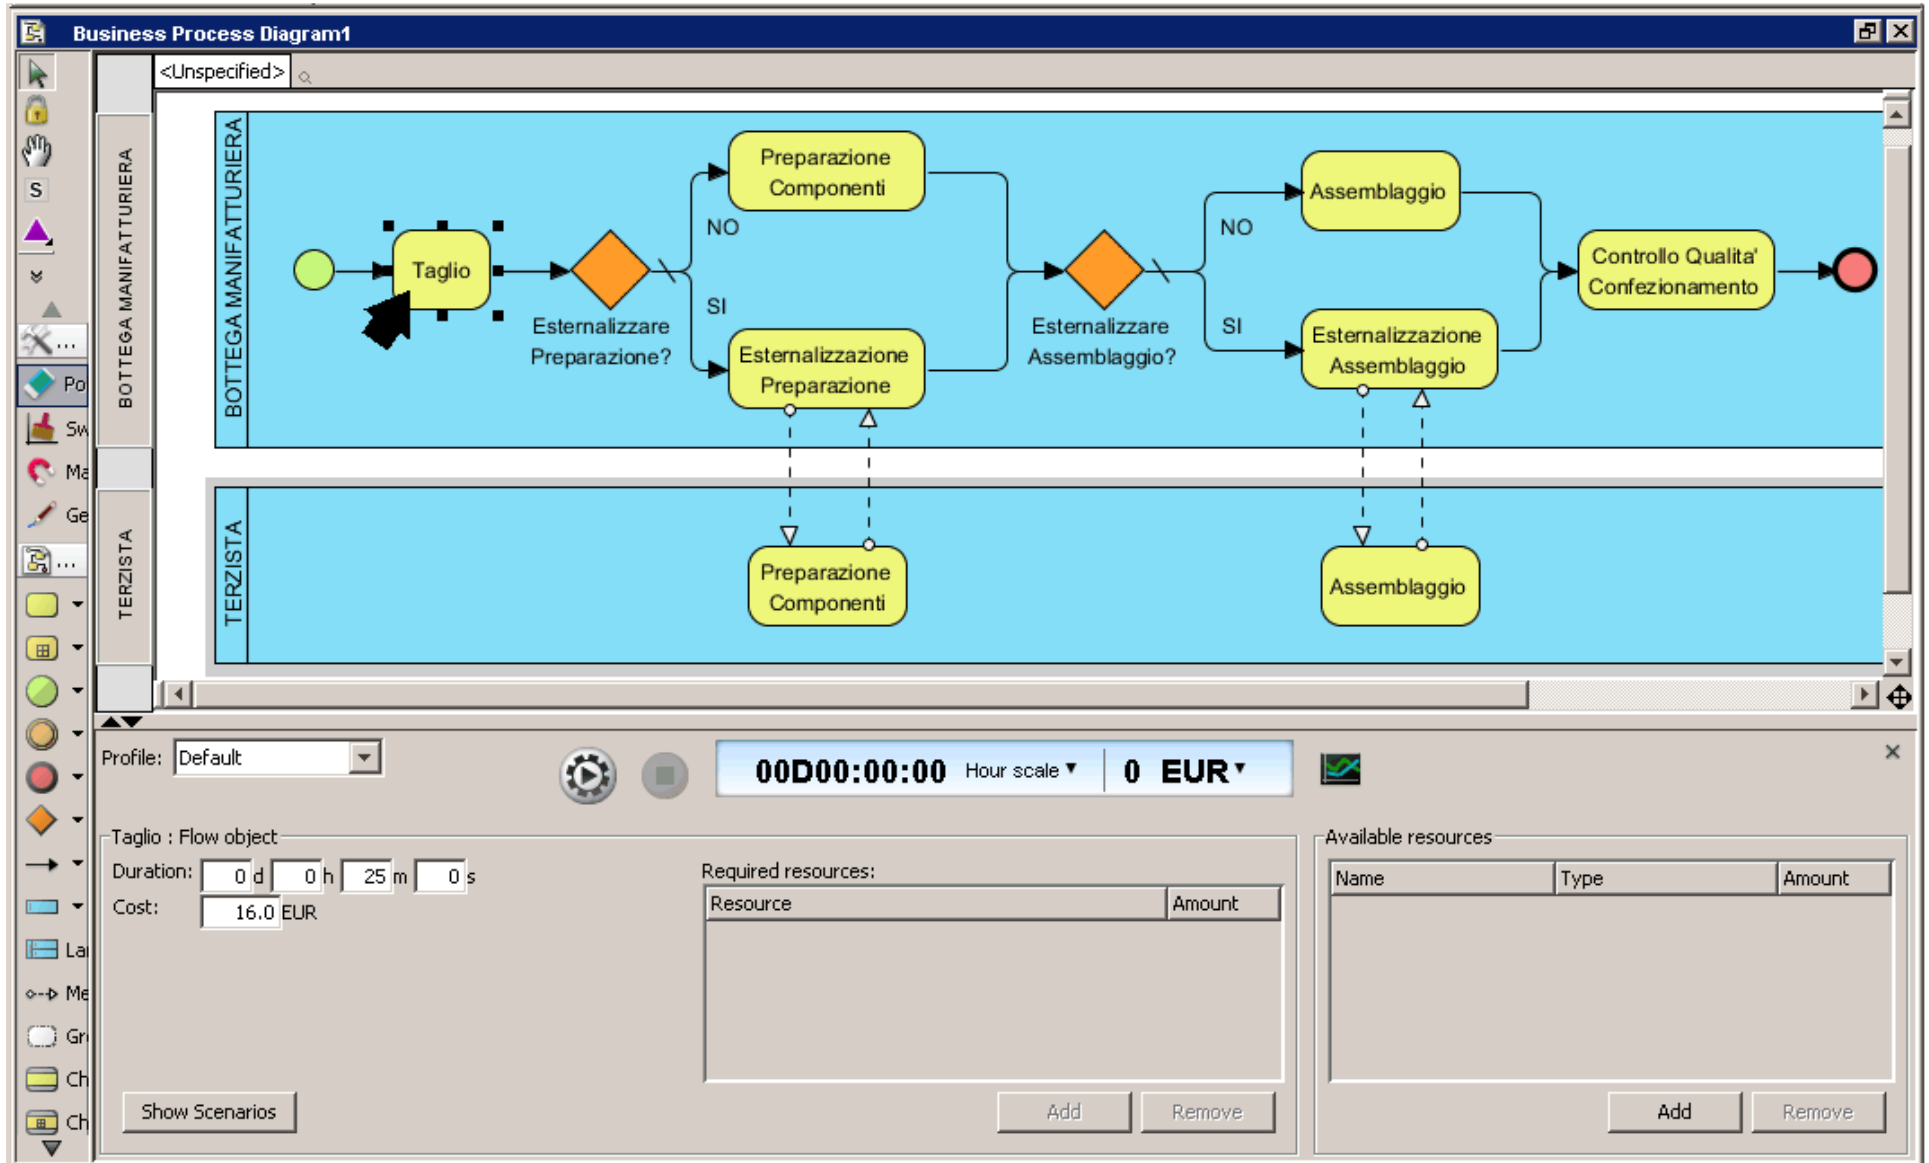 Business Process Diagram1
<Unspecified>
BOTTEGA MANIFATTURIERA
BOTTEGA MANIFATTURIERA
Taglio
Esternalizzare
Preparazione?
NO
SI
Preparazione
Componenti
Esternalizzazione
Preparazione
Esternalizzare
Assemblaggio?
NO
SI
Assemblaggio
Esternalizzazione
Assemblaggio
Controllo Qualita'
Confezionamento
TERZISTA
TERZISTA
Preparazione
Componenti
Assemblaggio
S
...
Po
Sw
Ma
Ge
...
La
Me
Gr
Ch
Ch
Profile: Default
00D00:00:00 Hour scale 0 EUR
Taglio : Flow object
Duration: 0 d 0 h 25 m 0 s
Cost: 16.0 EUR
Required resources:
Resource Amount
Add Remove
Show Scenarios
Available resources
Name Type Amount
Add Remove